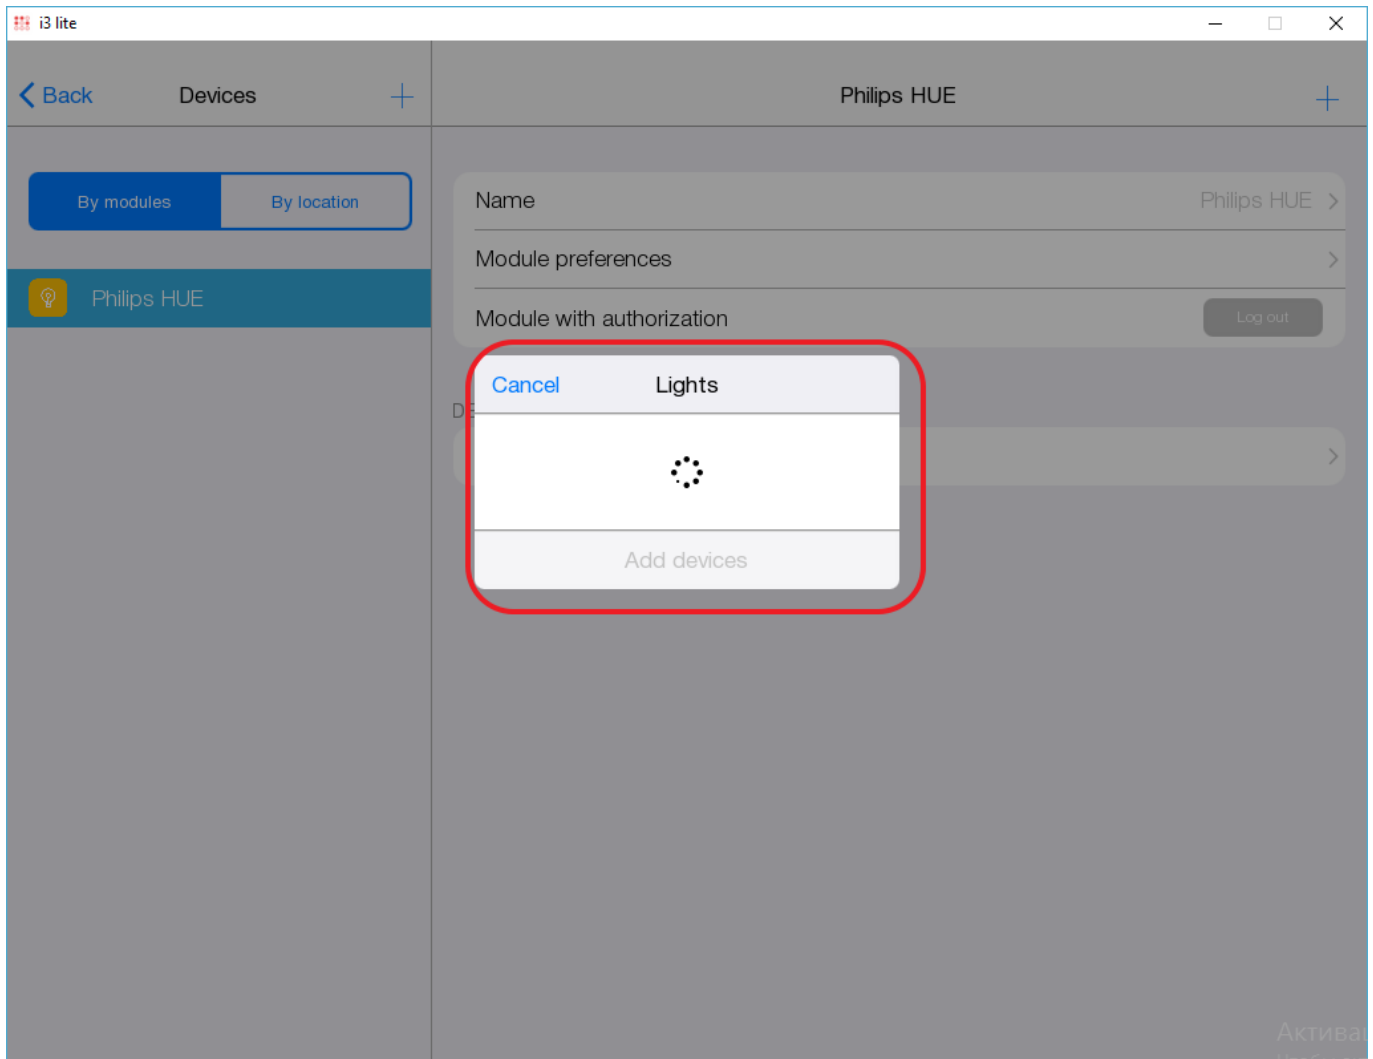 i3 lite
Back
Devices
Philips HUE
By modules
By location
Philips HUE
Name
Philips HUE
Module preferences
Module with authorization
Log out
Cancel
Lights
Add devices